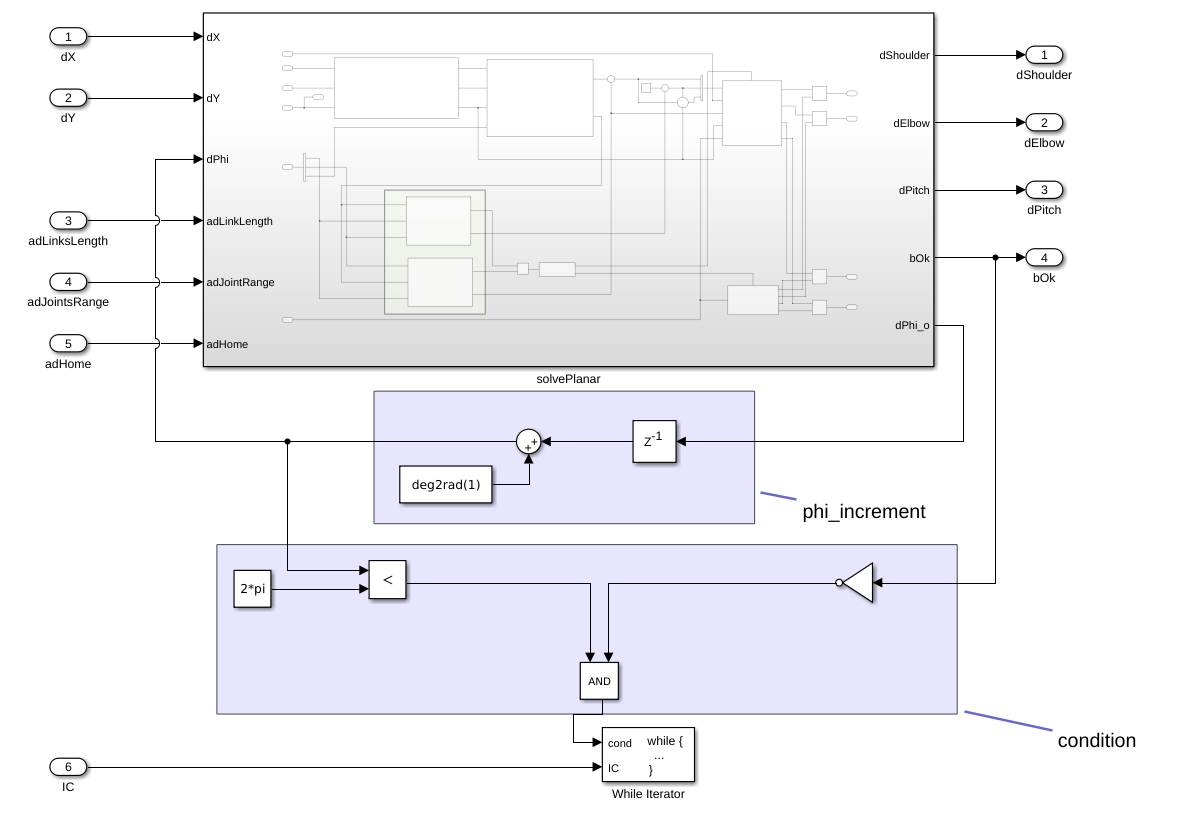 1
dX
2
dY
3
adLinksLength
4
adJointsRange
5
adHome
dX
dY
dPhi
adLinkLength
adJointRange
adHome
dShoulder
dElbow
dPitch
bOk
dPhi_o
solvePlanar
1
dShoulder
2
dElbow
3
dPitch
4
bOk
+
+
Z-1
deg2rad(1)
phi_increment
2*pi
<
AND
condition
6
IC
cond
IC
while {
...
}
While Iterator